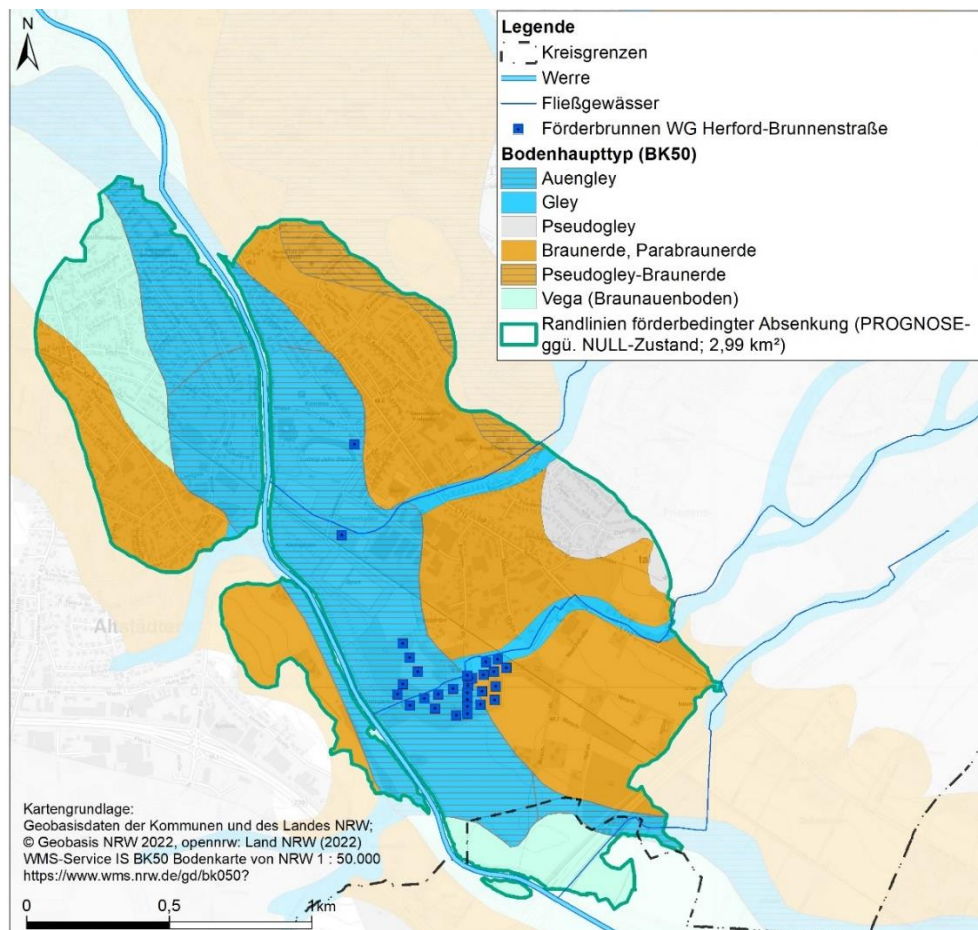 N
Legende
Kreisgrenzen
Werre
Fließgewässer
Förderbrunnen WG Herford-Brunnenstraße
Bodenhaupttyp (BK50)
Auengley
Gley
Pseudogley
Braunerde, Parabraunerde
Pseudogley-Braunerde
Vega (Braunauenboden)
Randlinien förderbedingter Absenkung (PROGNOSE-
ggü. NULL-Zustand; 2,99 km²)
Altstädter
Kartengrundlage:
Geobasisdaten der Kommunen und des Landes NRW;
© Geobasis NRW 2022, opennrw: Land NRW (2022)
WMS-Service IS BK50 Bodenkarte von NRW 1 : 50.000
https://www.wms.nrw.de/gd/bk050?
0 0,5 1km